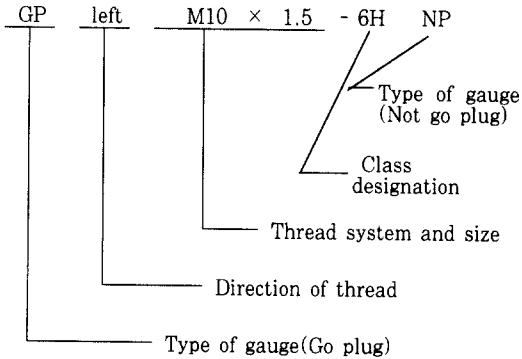 GP left M10 × 1.5 - 6H NP
Type of gauge
(Not go plug)
Class
designation
Thread system and size
Direction of thread
Type of gauge(Go plug)